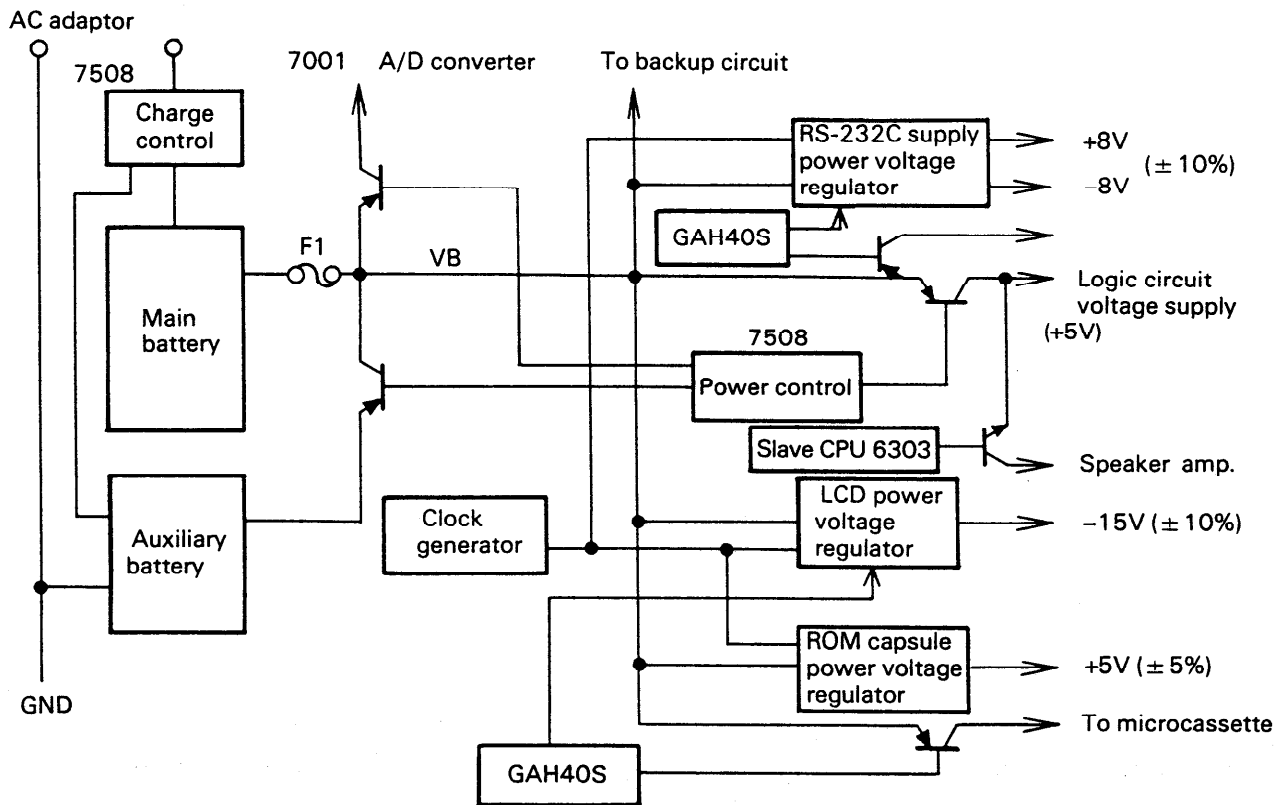 AC adaptor
7508
7001 A/D converter
To backup circuit
Charge
control
RS-232C supply
power voltage
regulator
+8V
(± 10%)
–8V
GAH40S
F1
VB
Main
battery
Logic circuit
voltage supply
(+5V)
7508
Power control
Slave CPU 6303
Speaker amp.
LCD power
voltage
regulator
–15V (± 10%)
Clock
generator
Auxiliary
battery
ROM capsule
power voltage
regulator
+5V (± 5%)
GND
To microcassette
GAH40S